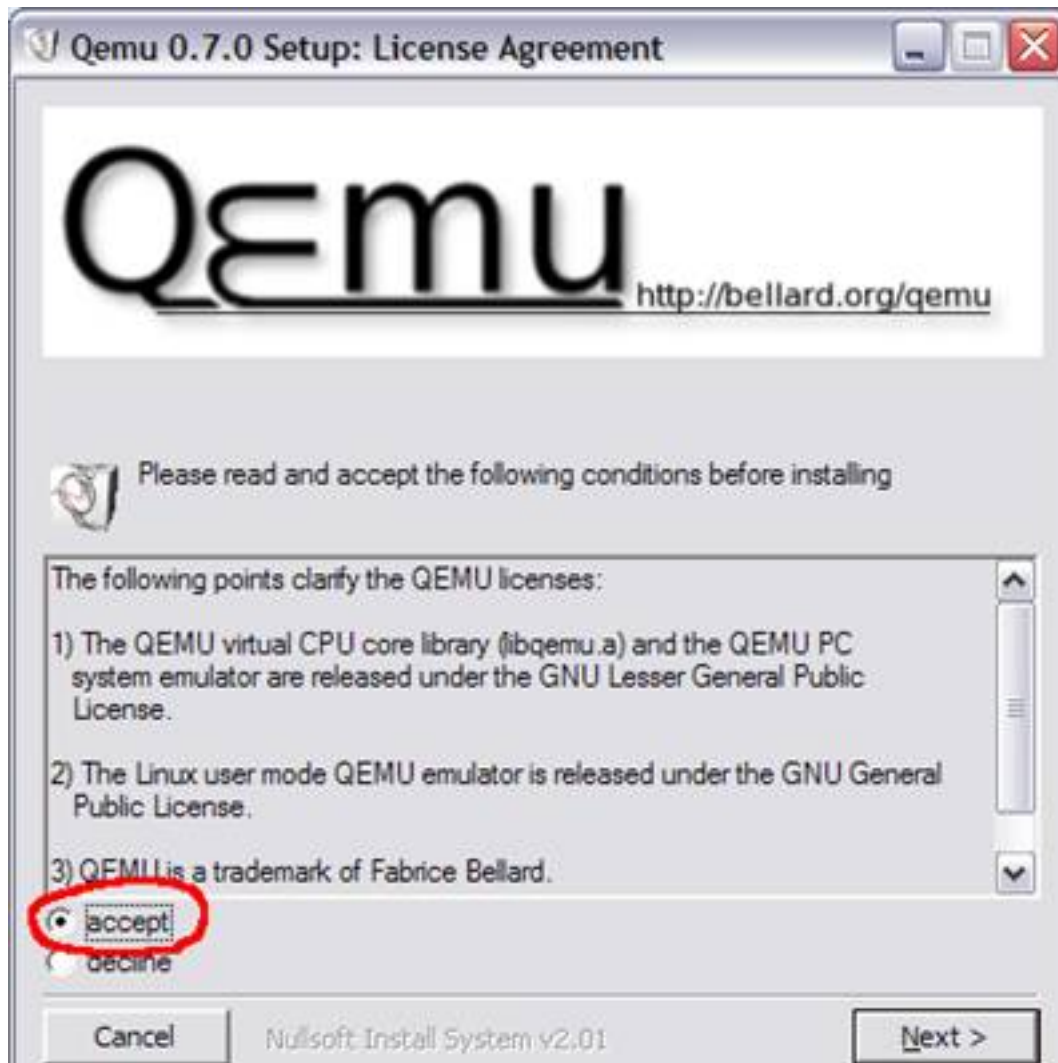 Qemu 0.7.0 Setup: License Agreement
Qemu
http://bellard.org/qemu
Please read and accept the following conditions before installing
The following points clarify the QEMU licenses:
1) The QEMU virtual CPU core library (libqemu.a) and the QEMU PC
system emulator are released under the GNU Lesser General Public
License.
2) The Linux user mode QEMU emulator is released under the GNU General
Public License.
3) QEMU is a trademark of Fabrice Bellard.
accept
decline
Cancel
Nullsoft Install System v2.01
Next >